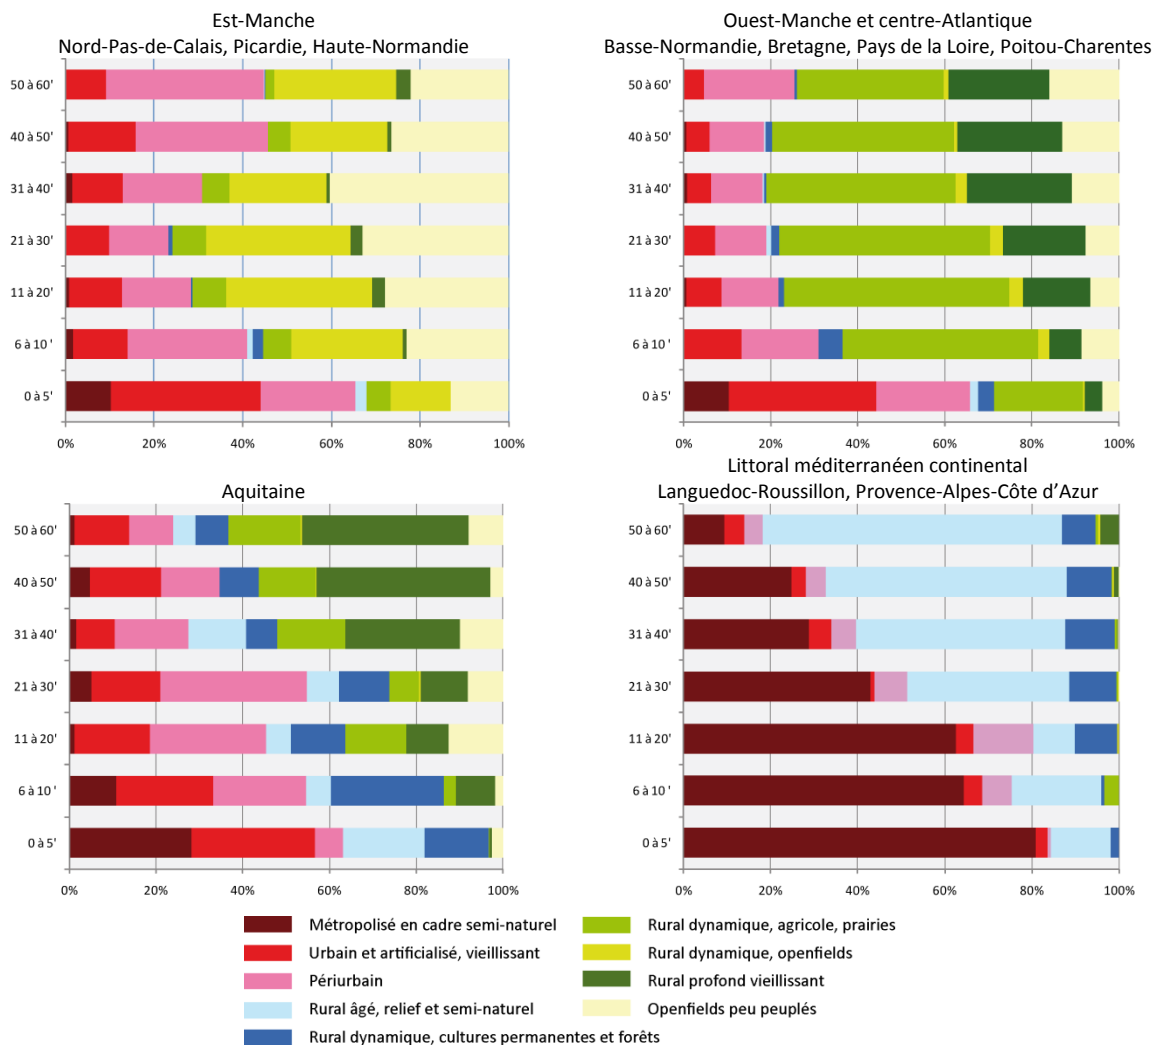 Est-Manche
Nord-Pas-de-Calais, Picardie, Haute-Normandie
50 à 60'
40 à 50'
31 à 40'
21 à 30'
11 à 20'
6 à 10 '
0 à 5'
0% 20% 40% 60% 80% 100%
Ouest-Manche et centre-Atlantique
Basse-Normandie, Bretagne, Pays de la Loire, Poitou-Charentes
50 à 60'
40 à 50'
31 à 40'
21 à 30'
11 à 20'
6 à 10 '
0 à 5'
0% 20% 40% 60% 80% 100%
Aquitaine
50 à 60'
40 à 50'
31 à 40'
21 à 30'
11 à 20'
6 à 10 '
0 à 5'
0% 20% 40% 60% 80% 100%
Littoral méditerranéen continental
Languedoc-Roussillon, Provence-Alpes-Côte d'Azur
50 à 60'
40 à 50'
31 à 40'
21 à 30'
11 à 20'
6 à 10 '
0 à 5'
0% 20% 40% 60% 80% 100%
Métropolisé en cadre semi-naturel
Urbain et artificialisé, vieillissant
Périurbain
Rural âgé, relief et semi-naturel
Rural dynamique, cultures permanentes et forêts
Rural dynamique, agricole, prairies
Rural dynamique, openfields
Rural profond vieillissant
Openfields peu peuplés